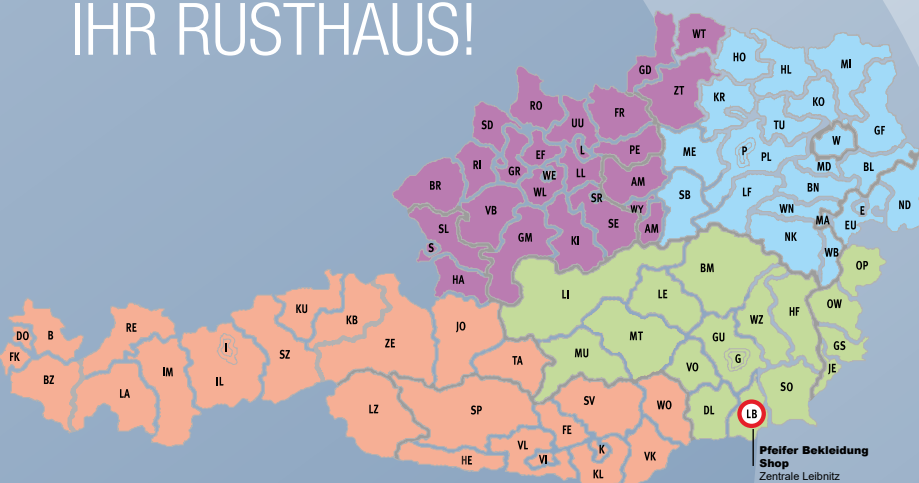 IHR RUSTHAUS!
WT
HO
GD
HL
MI
ZT
KR
RO
KO
FR
SD
UU
TU
GF
W
L
PE
ME
P
PL
EF
RI
MD
BL
GR
WE
LL
AM
BR
WL
SR
SB
LF
BN
ND
VB
WY
WN
E
MA
SE
EU
SL
AM
GM
KI
NK
S
WB
OP
BM
HA
LI
LE
OW
KU
HF
WZ
KB
RE
JO
DO
B
MT
GU
ZE
GS
I
FK
SZ
MU
G
TA
VO
JE
IM
BZ
IL
SO
LA
SV
WO
LZ
SP
DL
LB
FE
VL
K
VK
HE
VI
KL
Pfeifer Bekleidung
Shop
Zentrale Leibnitz